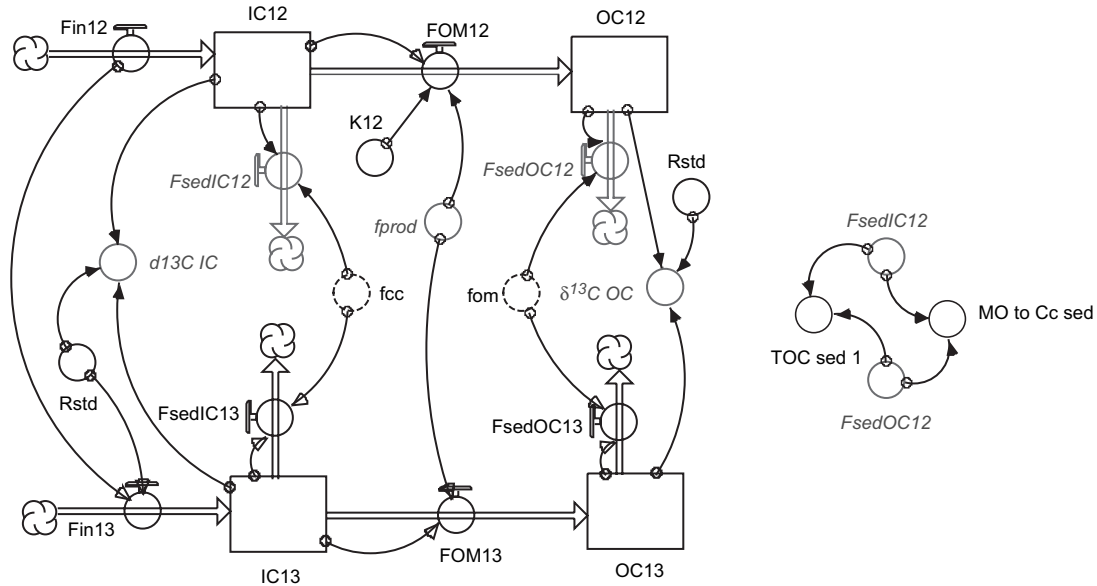 Fin12
IC12
FOM12
OC12
K12
FsedIC12
FsedOC12
Rstd
fprod
FsedIC12
d13C IC
fcc
fom
δ¹³C OC
MO to Cc sed
TOC sed 1
Rstd
FsedIC13
FsedOC13
FsedOC12
Fin13
FOM13
IC13
OC13